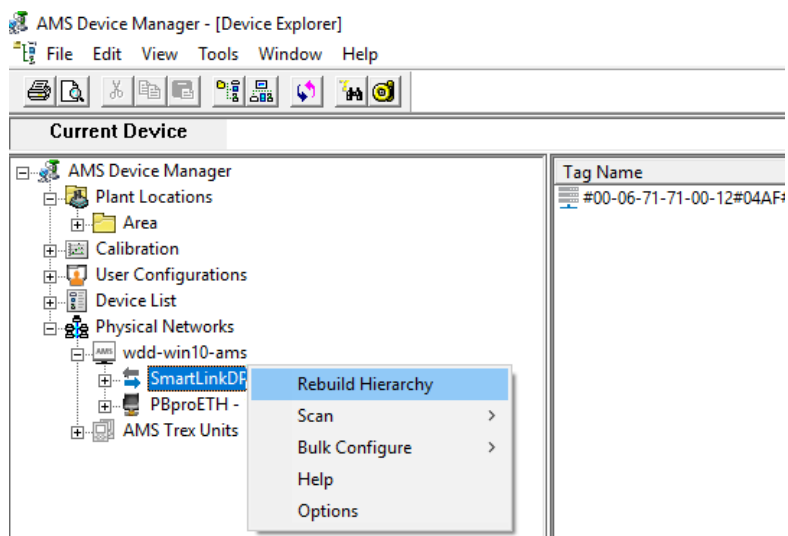 AMS Device Manager - [Device Explorer]
File Edit View Tools Window Help
Current Device
AMS Device Manager
Plant Locations
Area
Calibration
User Configurations
Device List
Physical Networks
AMS wdd-win10-ams
SmartLinkDP
PBproETH -
AMS Trex Units
Rebuild Hierarchy
Scan
Bulk Configure
Help
Options
Tag Name
#00-06-71-71-00-12#04AF#